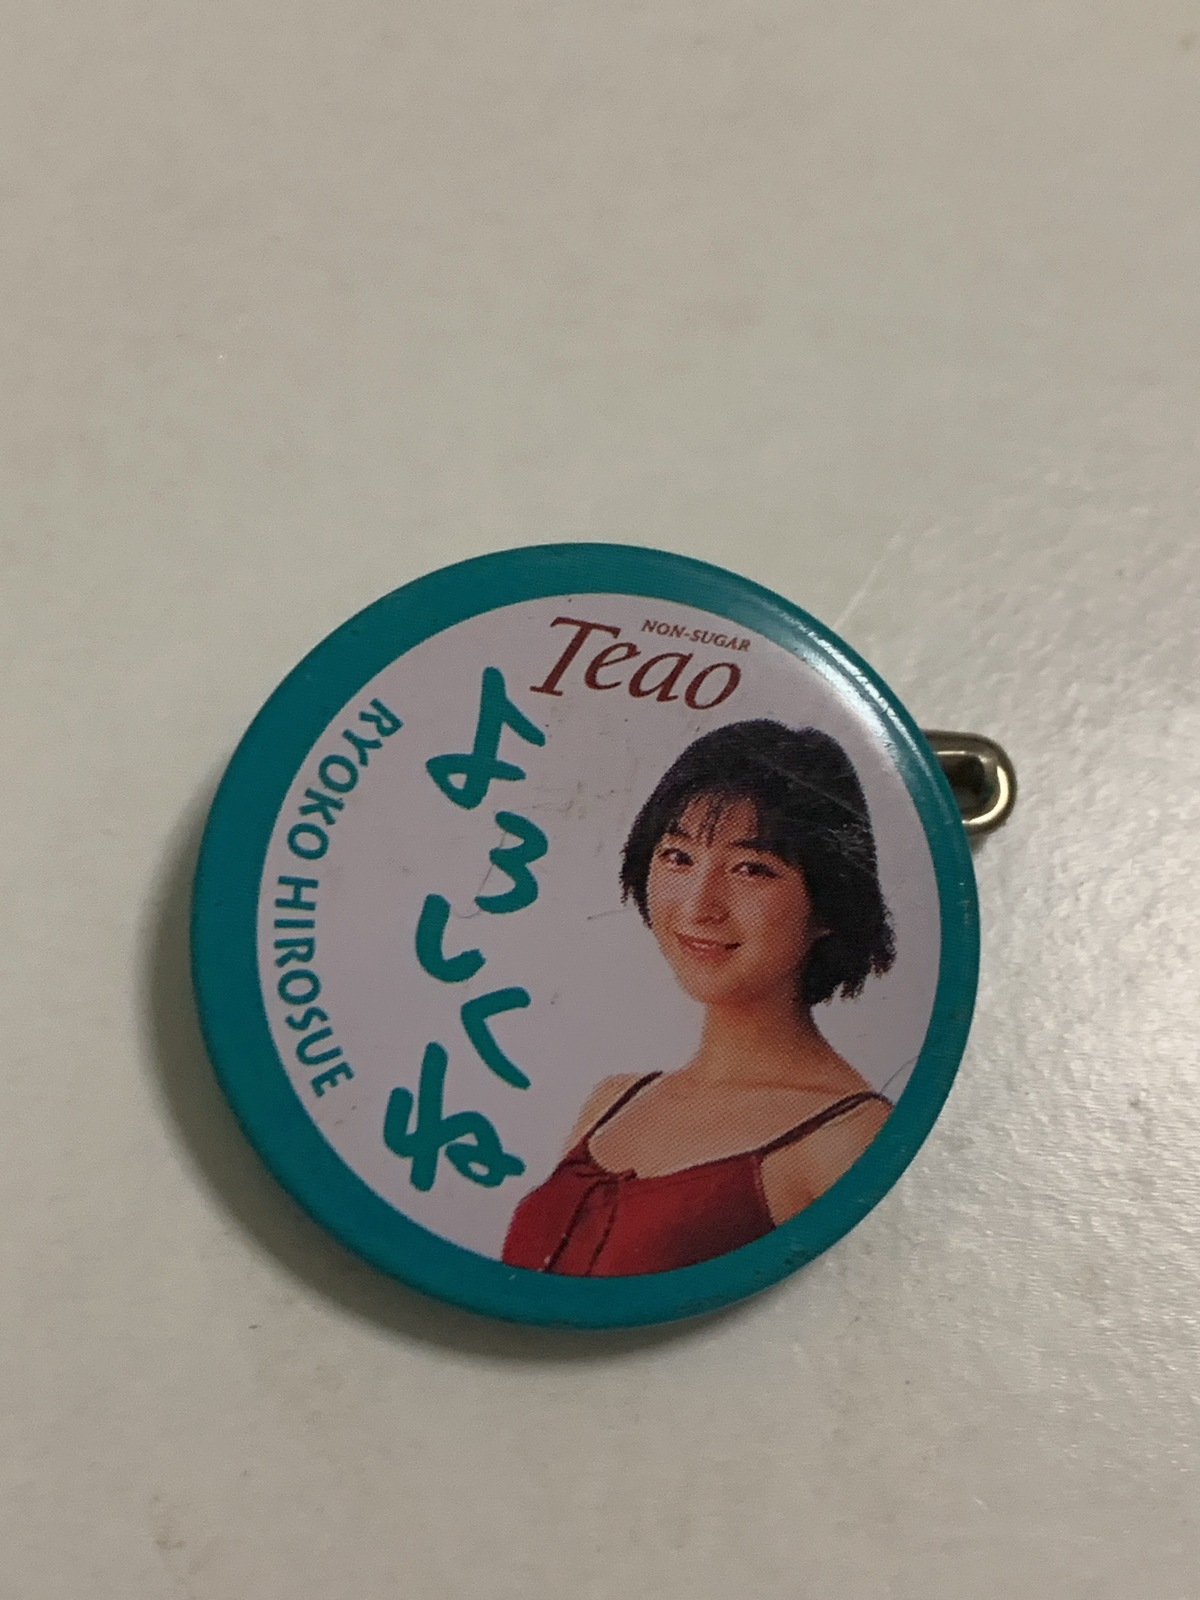 NON-SUGAR
Teao
よろしくね
RYOKO HIROSUE